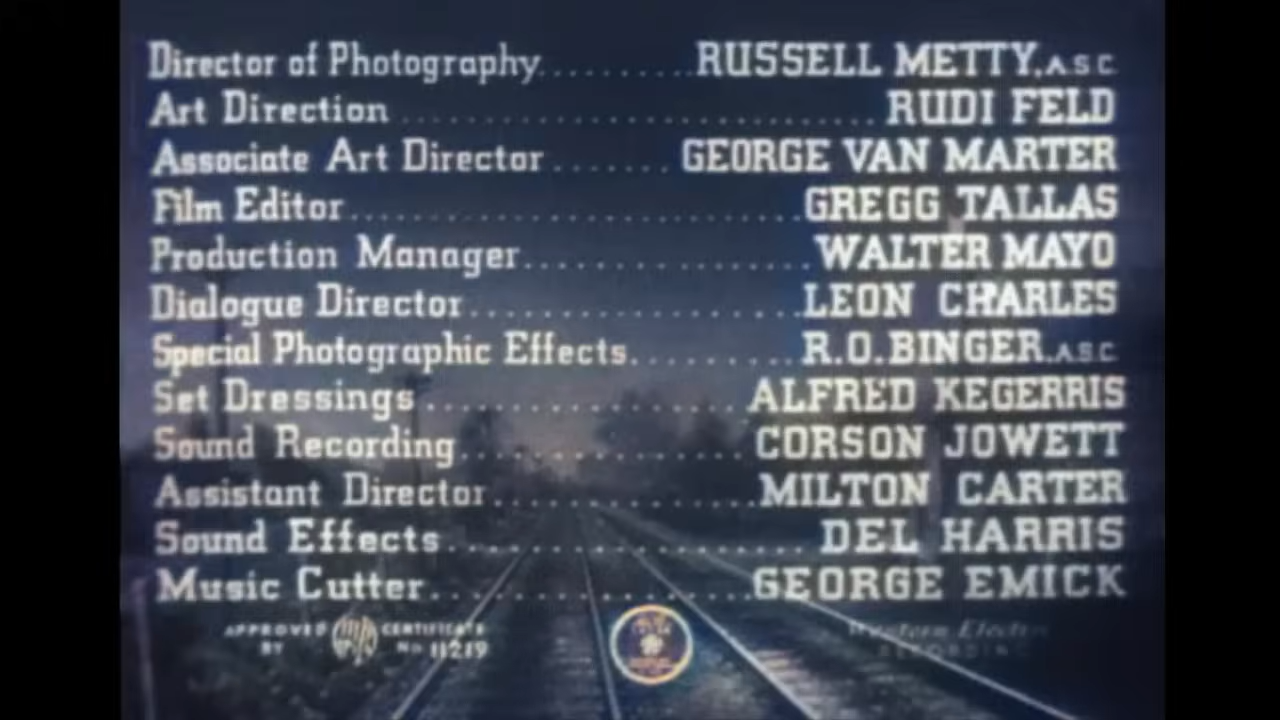 Director of Photography.........RUSSELL METTY, A.S.C.
Art Direction..............................RUDI FELD
Associate Art Director.......GEORGE VAN MARTER
Film Editor..............................GREGG TALLAS
Production Manager...................WALTER MAYO
Dialogue Director......................LEON CHARLES
Special Photographic Effects.........R.O.BINGER, A.S.C.
Set Dressings....................ALFRED KEGERRIS
Sound Recording..................CORSON JOWETT
Assistant Director.................MILTON CARTER
Sound Effects......................DEL HARRIS
Music Cutter....................GEORGE EMICK
APPROVED CERTIFICATE
BY No 11219
Western Electric
RECORDING